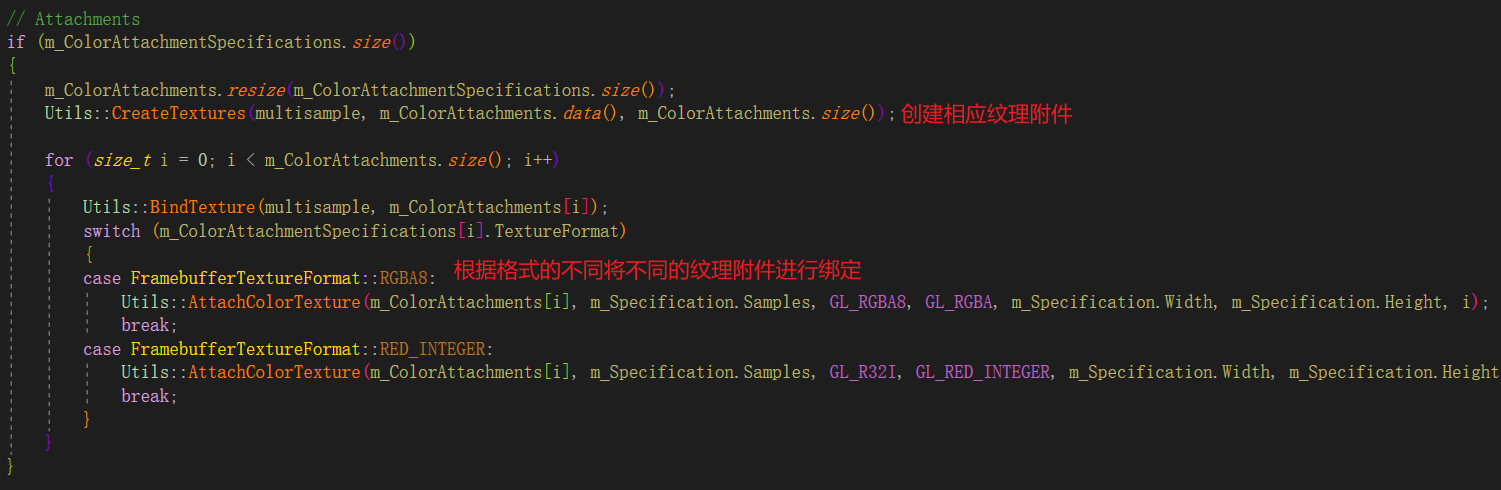 // Attachments
if (m_ColorAttachmentSpecifications.size())
{
m_ColorAttachments.resize(m_ColorAttachmentSpecifications.size());
Utils::CreateTextures(multisample, m_ColorAttachments.data(), m_ColorAttachments.size()); 创建相应纹理附件
for (size_t i = 0; i < m_ColorAttachments.size(); i++)
{
Utils::BindTexture(multisample, m_ColorAttachments[i]);
switch (m_ColorAttachmentSpecifications[i].TextureFormat)
{
case FramebufferTextureFormat::RGBA8: 根据格式的不同将不同的纹理附件进行绑定
Utils::AttachColorTexture(m_ColorAttachments[i], m_Specification.Samples, GL_RGBA8, GL_RGBA, m_Specification.Width, m_Specification.Height, i);
break;
case FramebufferTextureFormat::RED_INTEGER:
Utils::AttachColorTexture(m_ColorAttachments[i], m_Specification.Samples, GL_R32I, GL_RED_INTEGER, m_Specification.Width, m_Specification.Height
break;
}
}
}